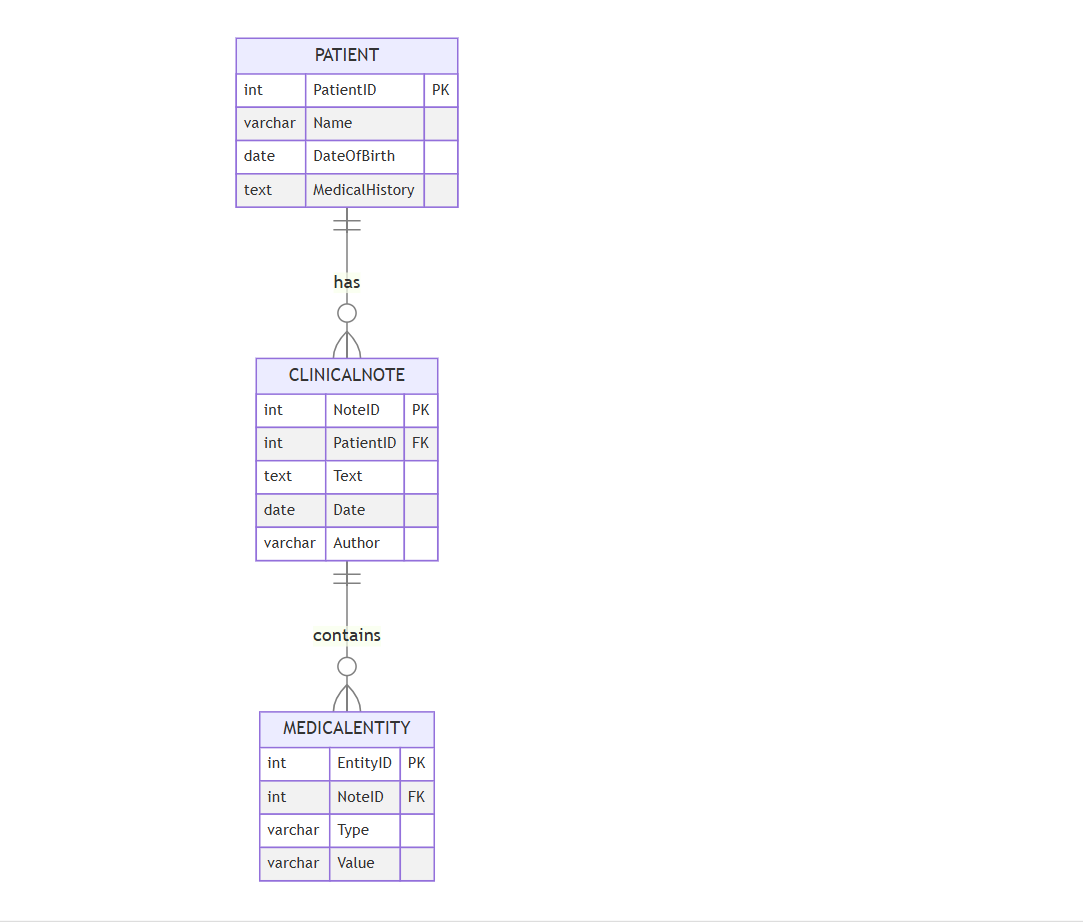 PATIENT
int PatientID PK
varchar Name
date DateOfBirth
text MedicalHistory
has
CLINICALNOTE
int NoteID PK
int PatientID FK
text Text
date Date
varchar Author
contains
MEDICALENTITY
int EntityID PK
int NoteID FK
varchar Type
varchar Value